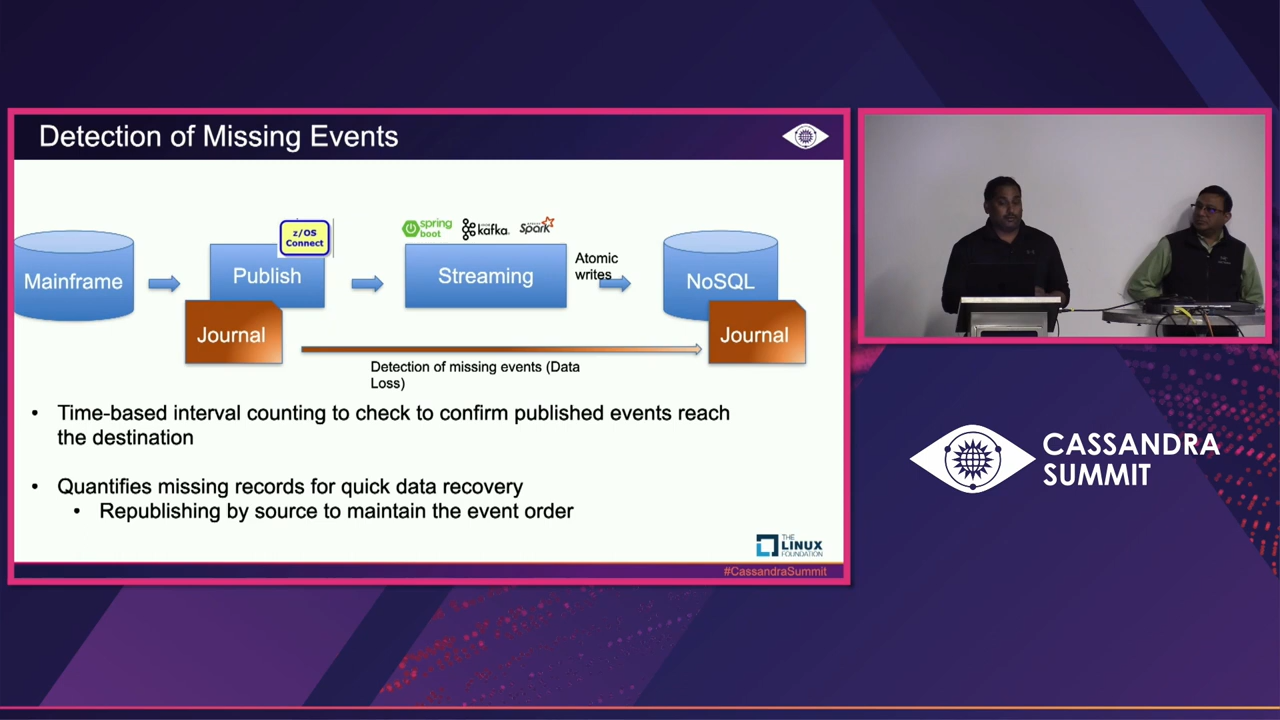 Detection of Missing Events
z/OS
Connect
spring
boot
kafka
Spark
Mainframe
Publish
Streaming
Atomic
writes
NoSQL
Journal
Journal
Detection of missing events (Data
Loss)
• Time-based interval counting to check to confirm published events reach
the destination
• Quantifies missing records for quick data recovery
• Republishing by source to maintain the event order
THE
LINUX
FOUNDATION
#CassandraSummit
CASSANDRA
SUMMIT